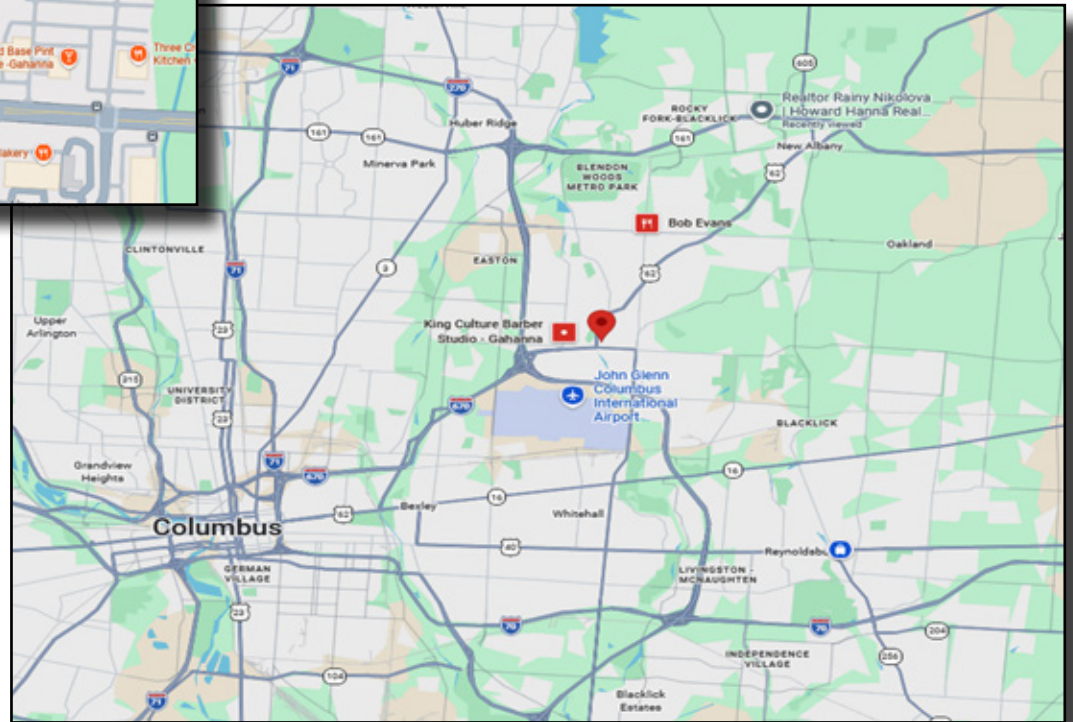 d Base Pint
e -Gahanna
Three C
Kitchen
akery
71
270
605
Realtor Rainy Nikolova
| Howard Hanna Real...
Recently viewed
ROCKY
FORK-BLACKLICK
161
161
161
Huber Ridge
New Albany
Minerva Park
BLENDON
WOODS
METRO PARK
62
Bob Evans
CLINTONVILLE
Oakland
EASTON
3
71
62
Upper
Arlington
23
King Culture Barber
Studio - Gahanna
John Glenn
Columbus
International
Airport
315
UNIVERSITY
DISTRICT
670
23
BLACKLICK
Grandview
Heights
71
670
16
16
62
Bexley
Whitehall
Columbus
40
Reynoldsbu
GERMAN
VILLAGE
LIVINGSTON -
MCNAUGHTEN
23
70
70
204
INDEPENDENCE
VILLAGE
256
104
Blacklick
Estates
71